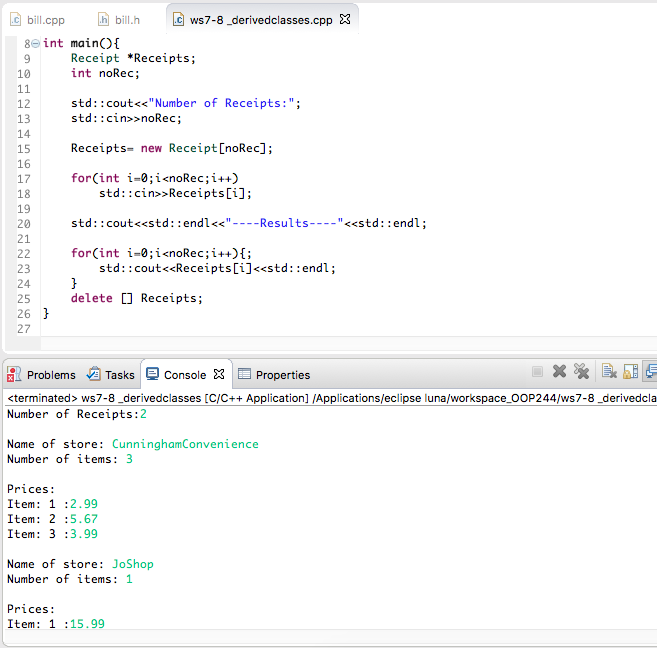 bill.cpp bill.h ws7-8 _derivedclasses.cpp
8 int main(){
9 Receipt *Receipts;
10 int noRec;
11
12 std::cout<<"Number of Receipts:";
13 std::cin>>noRec;
14
15 Receipts= new Receipt[noRec];
16
17 for(int i=0;i<noRec;i++)
18 std::cin>>Receipts[i];
19
20 std::cout<<std::endl<<"----Results----"<<std::endl;
21
22 for(int i=0;i<noRec;i++){;
23 std::cout<<Receipts[i]<<std::endl;
24 }
25 delete [] Receipts;
26 }
27
Problems Tasks Console Properties
<terminated> ws7-8 _derivedclasses [C/C++ Application] /Applications/eclipse luna/workspace_OOP244/ws7-8 _derivedcla
Number of Receipts:2
Name of store: CunninghamConvenience
Number of items: 3
Prices:
Item: 1 :2.99
Item: 2 :5.67
Item: 3 :3.99
Name of store: JoShop
Number of items: 1
Prices:
Item: 1 :15.99